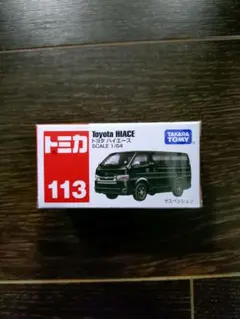 トミカ
113
Toyota HIACE
トヨタ ハイエース
SCALE 1/64
TAKARA
TOMY
サスペンション